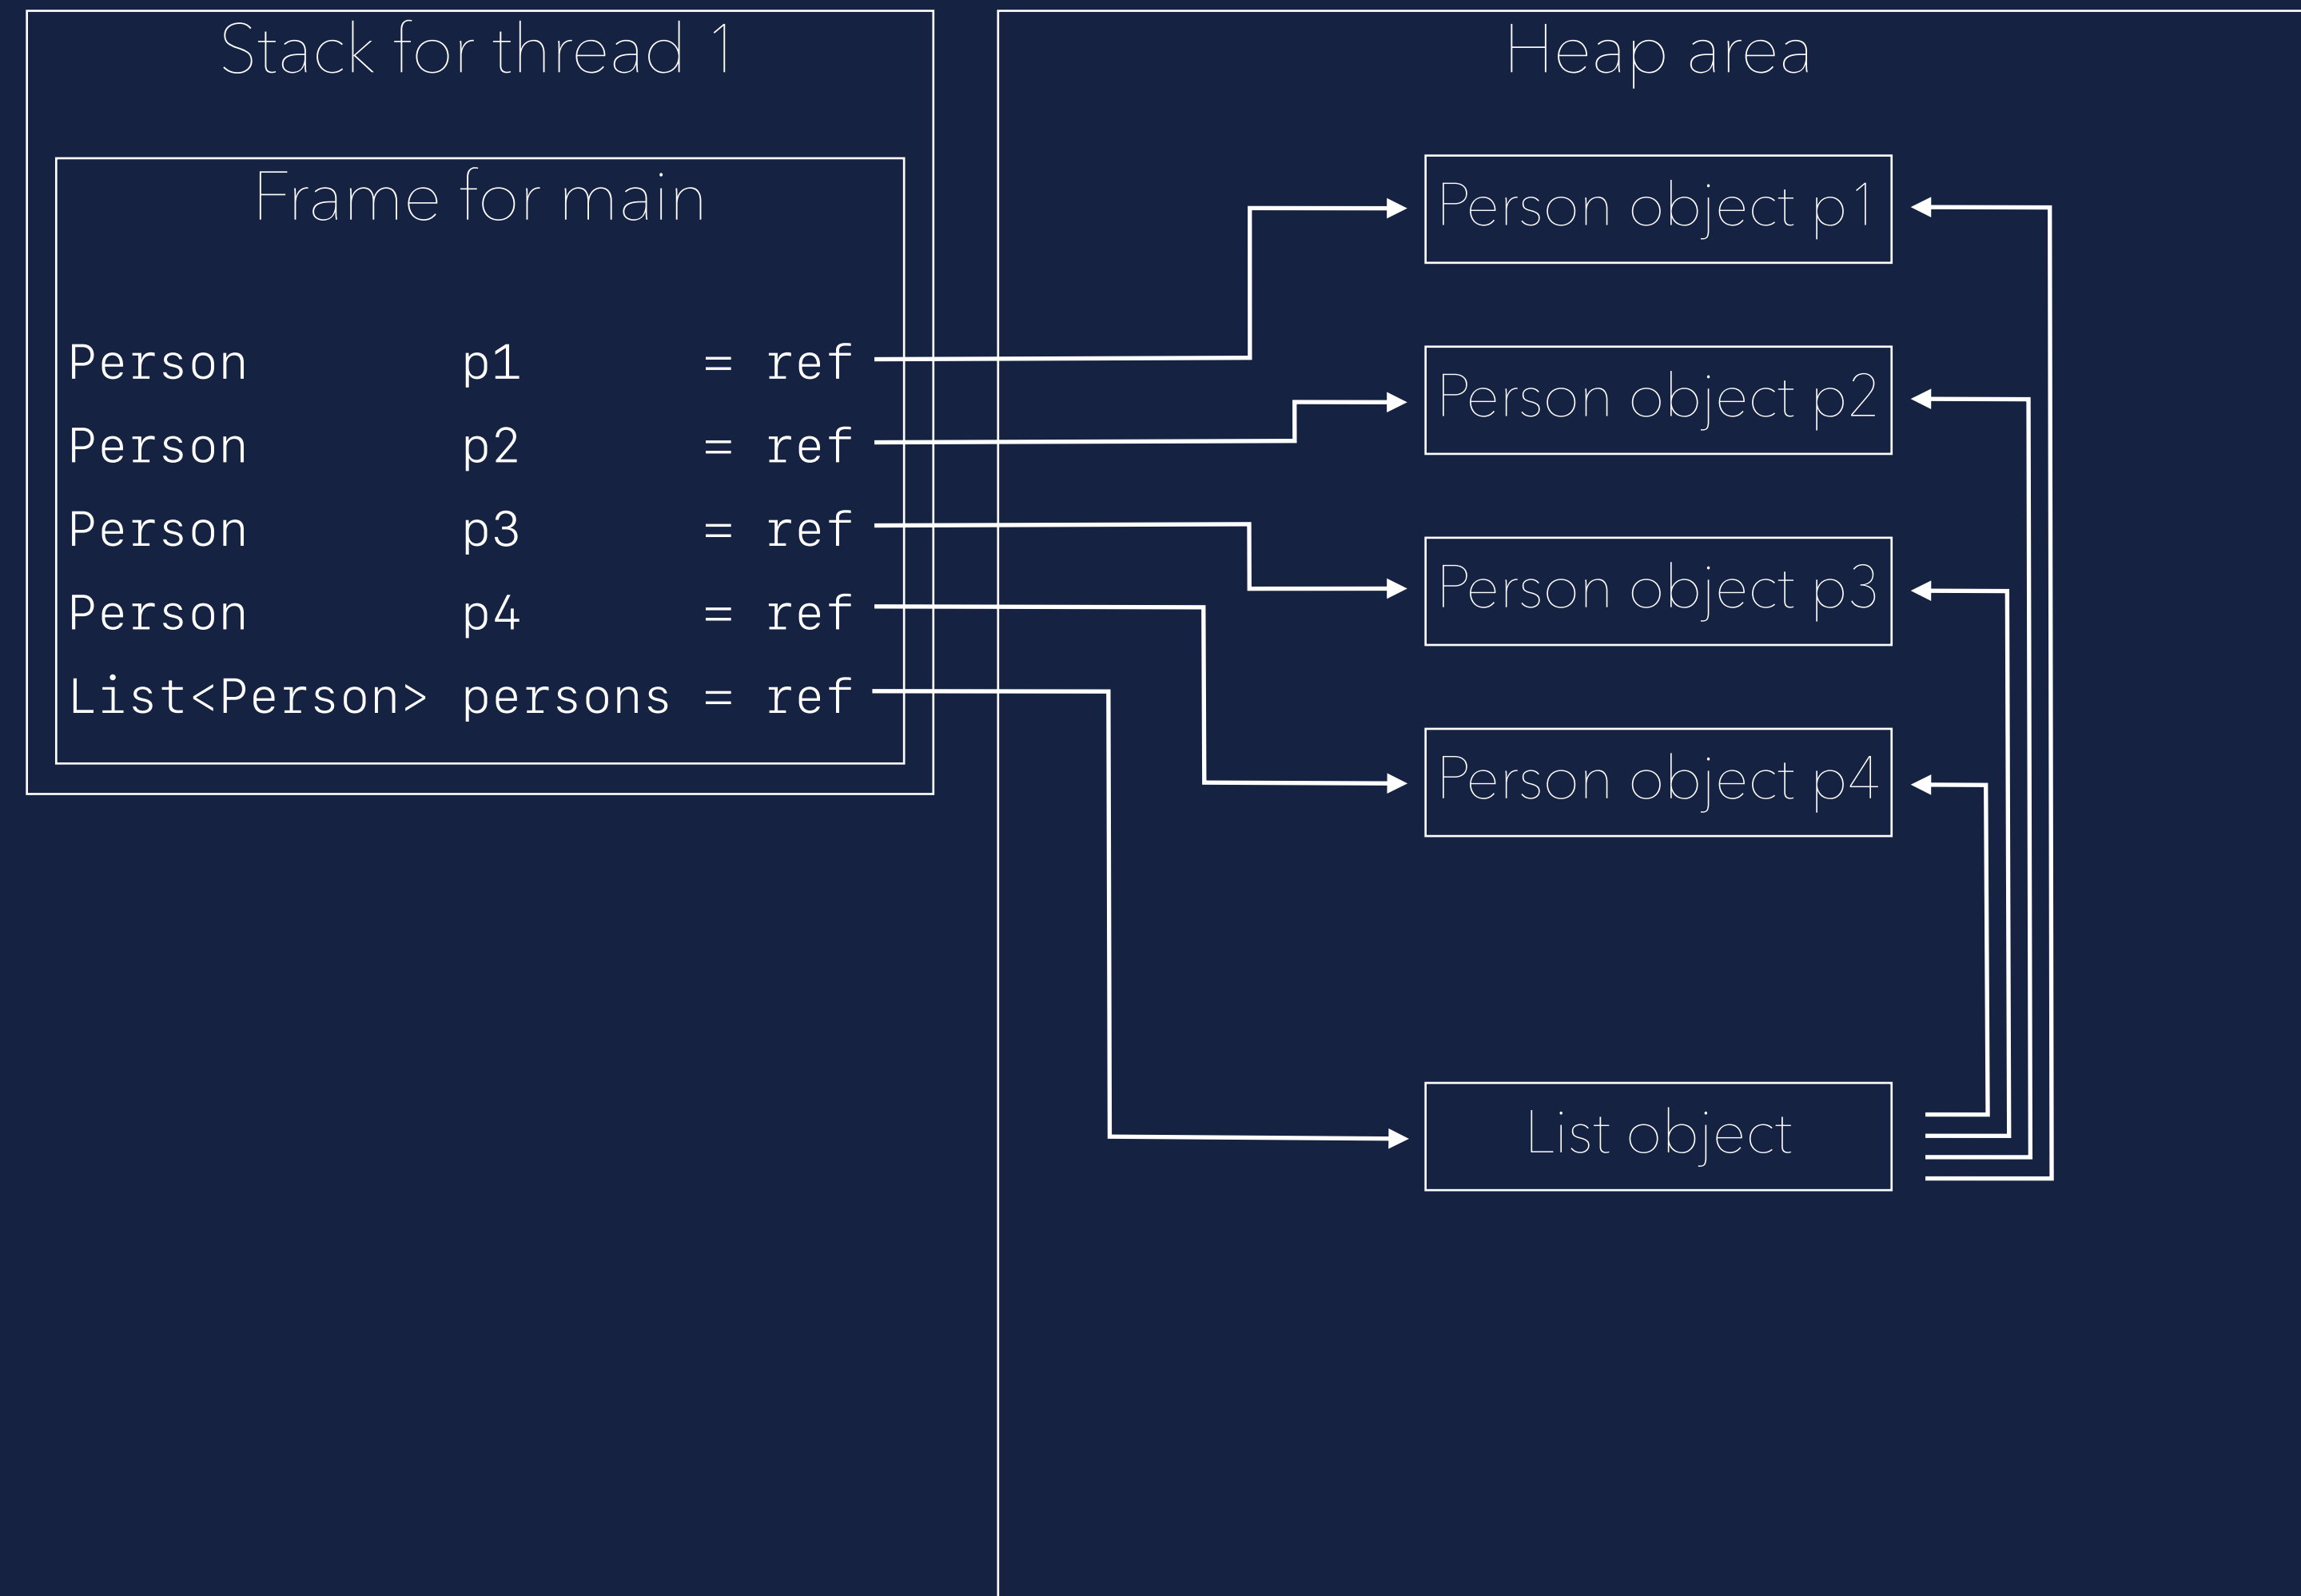 Stack for thread 1
Frame for main
Person p1 = ref
Person p2 = ref
Person p3 = ref
Person p4 = ref
List<Person> persons = ref
Heap area
Person object p1
Person object p2
Person object p3
Person object p4
List object